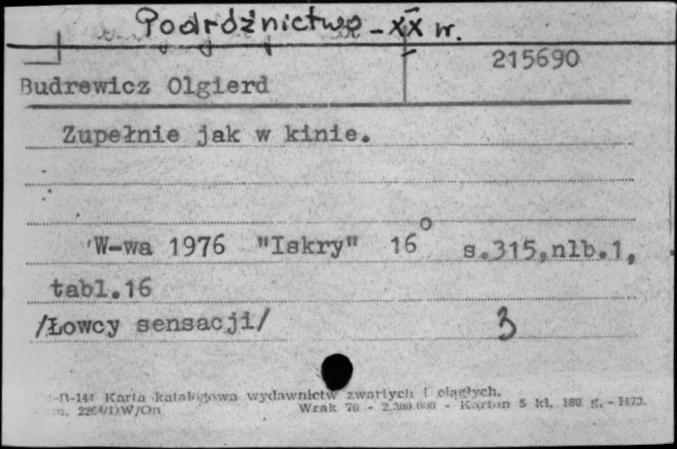 Podróżnictwo - XX w.
215690
Budrewicz Olgierd
Zupełnie jak w kinie.
W-wa 1976 "Iskry" 16° s.315,nlb.1,
tabl.16
/Łowcy sensacji/ 3
Karta katalogowa wydawnictw zwartych i ciągłych.
Wrak 76 - 2.300.000 - Karton 5 kl. 180 g. - H73.